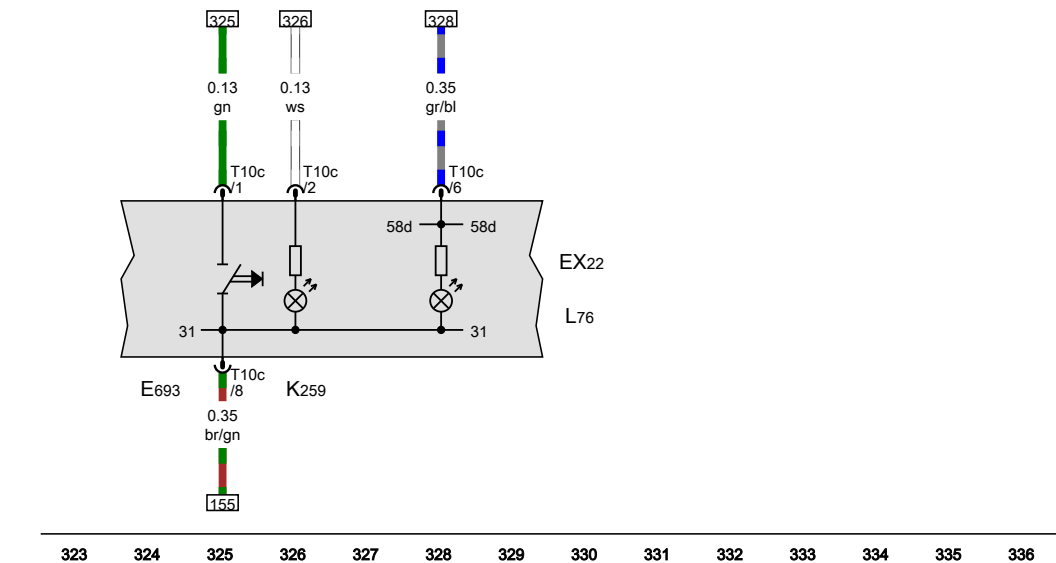 325 326 328
0.13 0.13 0.35
gn ws gr/bl
T10c T10c T10c
/1 /2 /6
58d 58d
EX22
L76
31 31
T10c
E693 /8 K259
0.35
br/gn
155
323 324 325 326 327 328 329 330 331 332 333 334 335 336